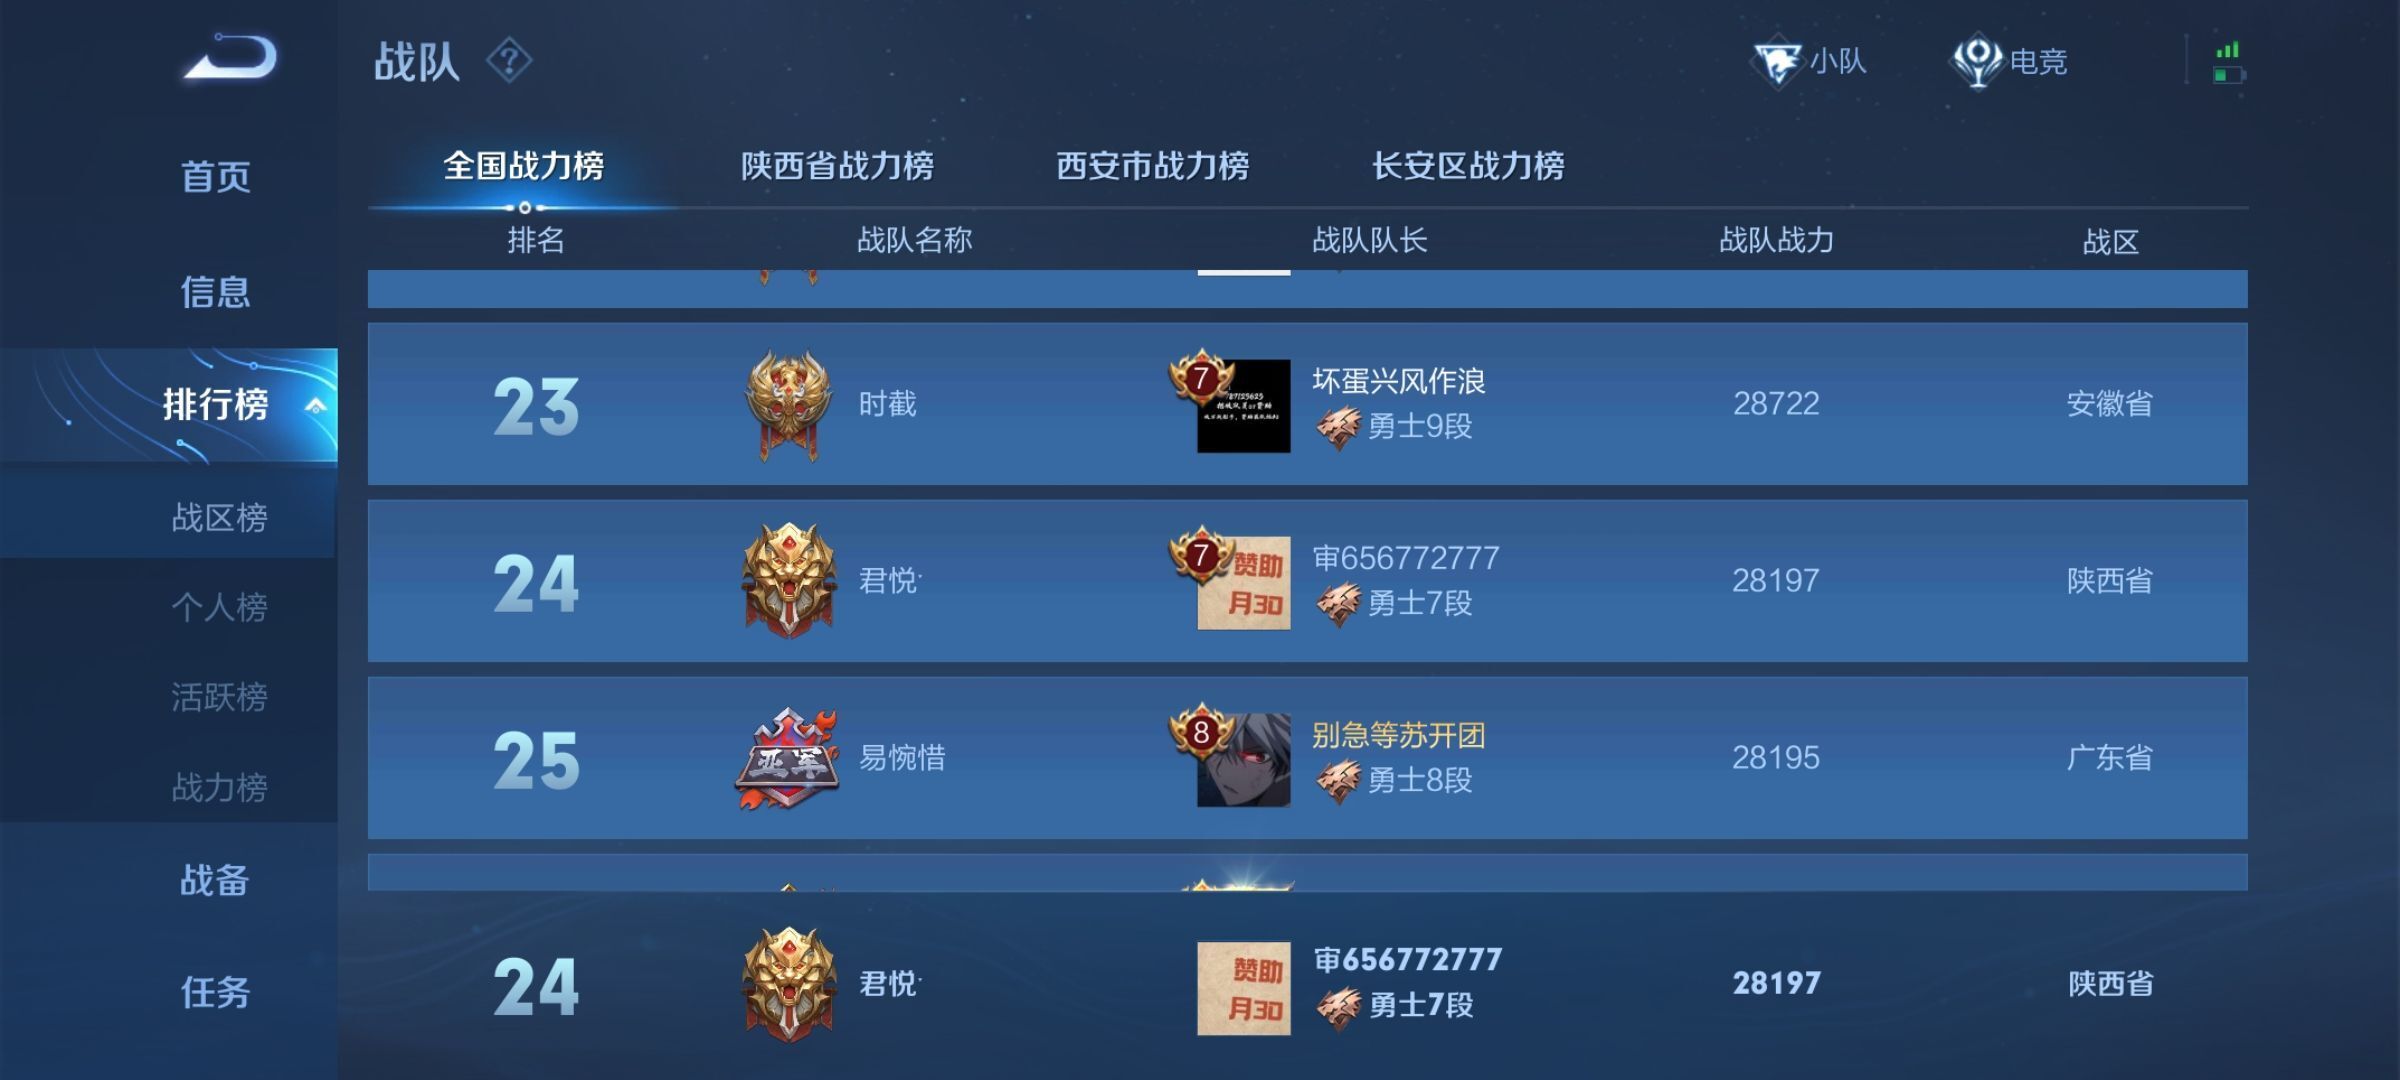 战队
小队
电竞
首页
信息
排行榜
战区榜
个人榜
活跃榜
战力榜
战备
任务
全国战力榜 陕西省战力榜 西安市战力榜 长安区战力榜
排名 战队名称 战队队长 战队战力 战区
23 时截 7 坏蛋兴风作浪 28722 安徽省
勇士9段
24 君悦· 7 赞助 审656772777 28197 陕西省
月30 勇士7段
25 亚军 易惋惜 8 别急等苏开团 28195 广东省
勇士8段
24 君悦· 赞助 审656772777 28197 陕西省
月30 勇士7段